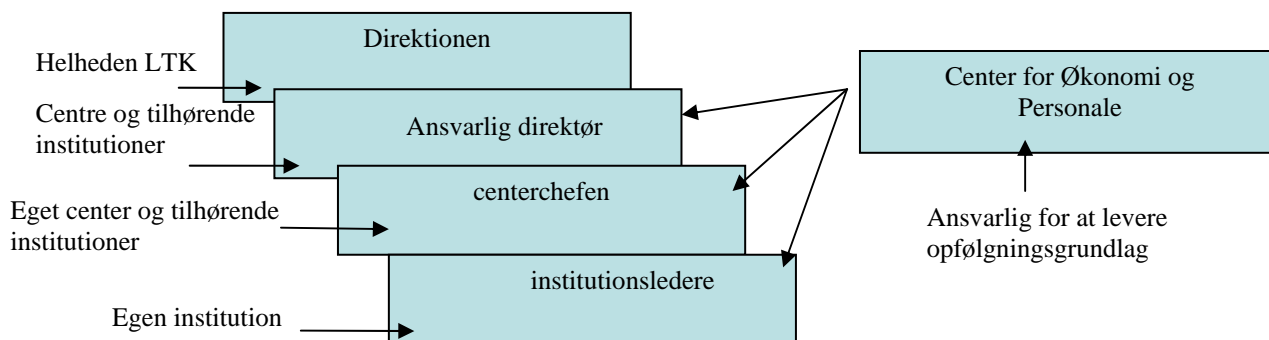 Direktionen
Helheden LTK
Centre og tilhørende
institutioner
Ansvarlig direktør
centerchefen
Eget center og tilhørende
institutioner
institutionsledere
Egen institution
Center for Økonomi og
Personale
Ansvarlig for at levere
opfølgningsgrundlag